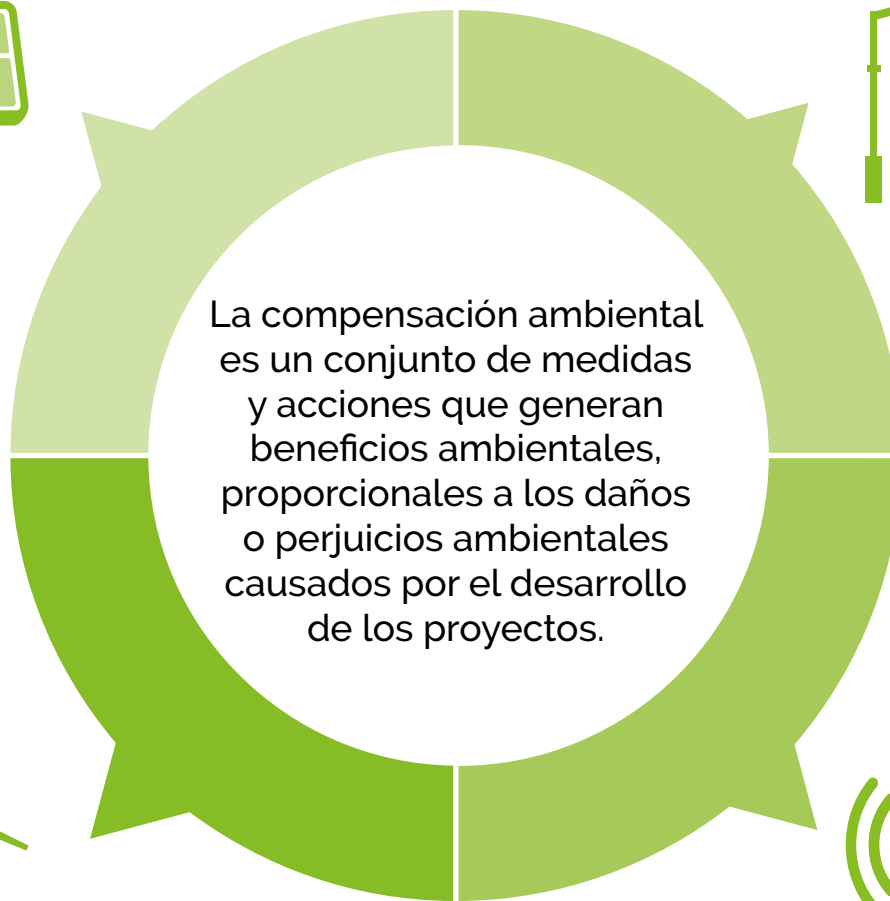 La compensación ambiental
es un conjunto de medidas
y acciones que generan
beneficios ambientales,
proporcionales a los daños
o perjuicios ambientales
causados por el desarrollo
de los proyectos.